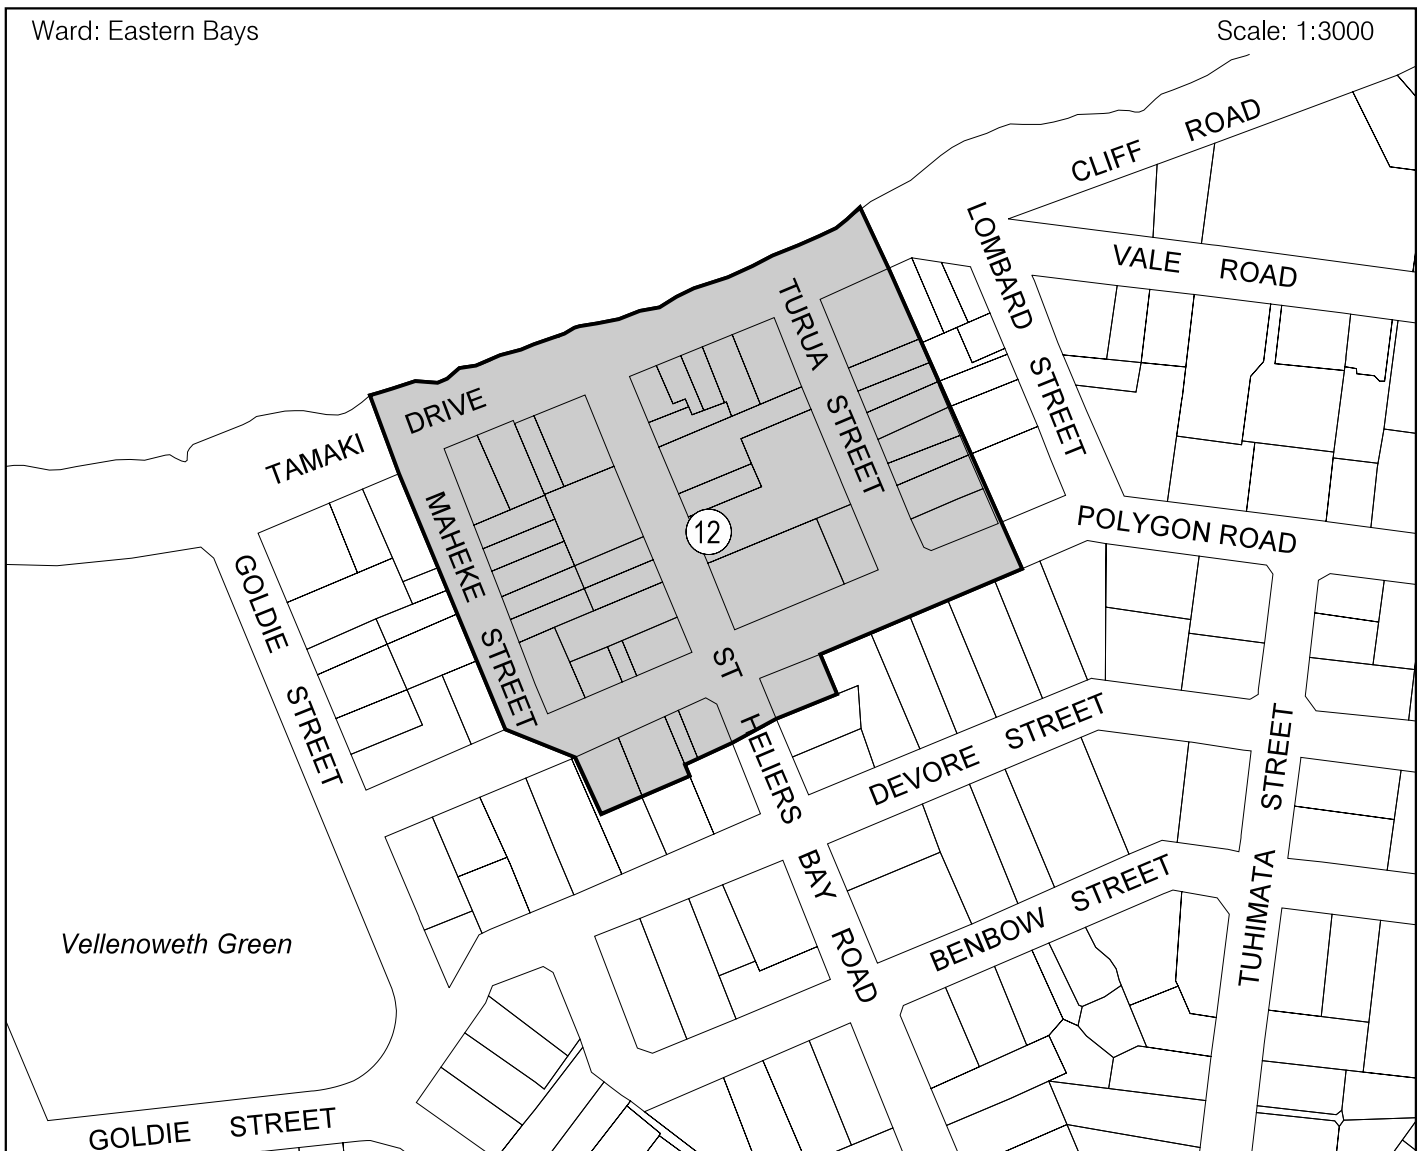 Ward: Eastern Bays
Scale: 1:3000
CLIFF ROAD
LOMBARD STREET
VALE ROAD
TURUA STREET
TAMAKI DRIVE
MAHEKE STREET
12
POLYGON ROAD
GOLDIE STREET
ST HELIERS BAY ROAD
DEVORE STREET
TUHIMATA STREET
BENBOW STREET
Vellenoweth Green
GOLDIE STREET